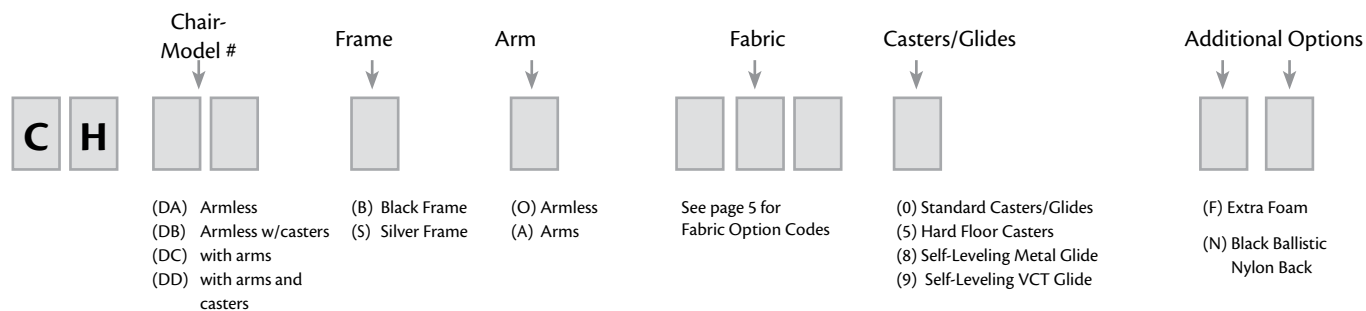 Chair-
Model #
Frame
Arm
Fabric
Casters/Glides
Additional Options
C H
(DA) Armless
(DB) Armless w/casters
(DC) with arms
(DD) with arms and
casters
(B) Black Frame
(S) Silver Frame
(O) Armless
(A) Arms
See page 5 for
Fabric Option Codes
(0) Standard Casters/Glides
(5) Hard Floor Casters
(8) Self-Leveling Metal Glide
(9) Self-Leveling VCT Glide
(F) Extra Foam
(N) Black Ballistic
Nylon Back